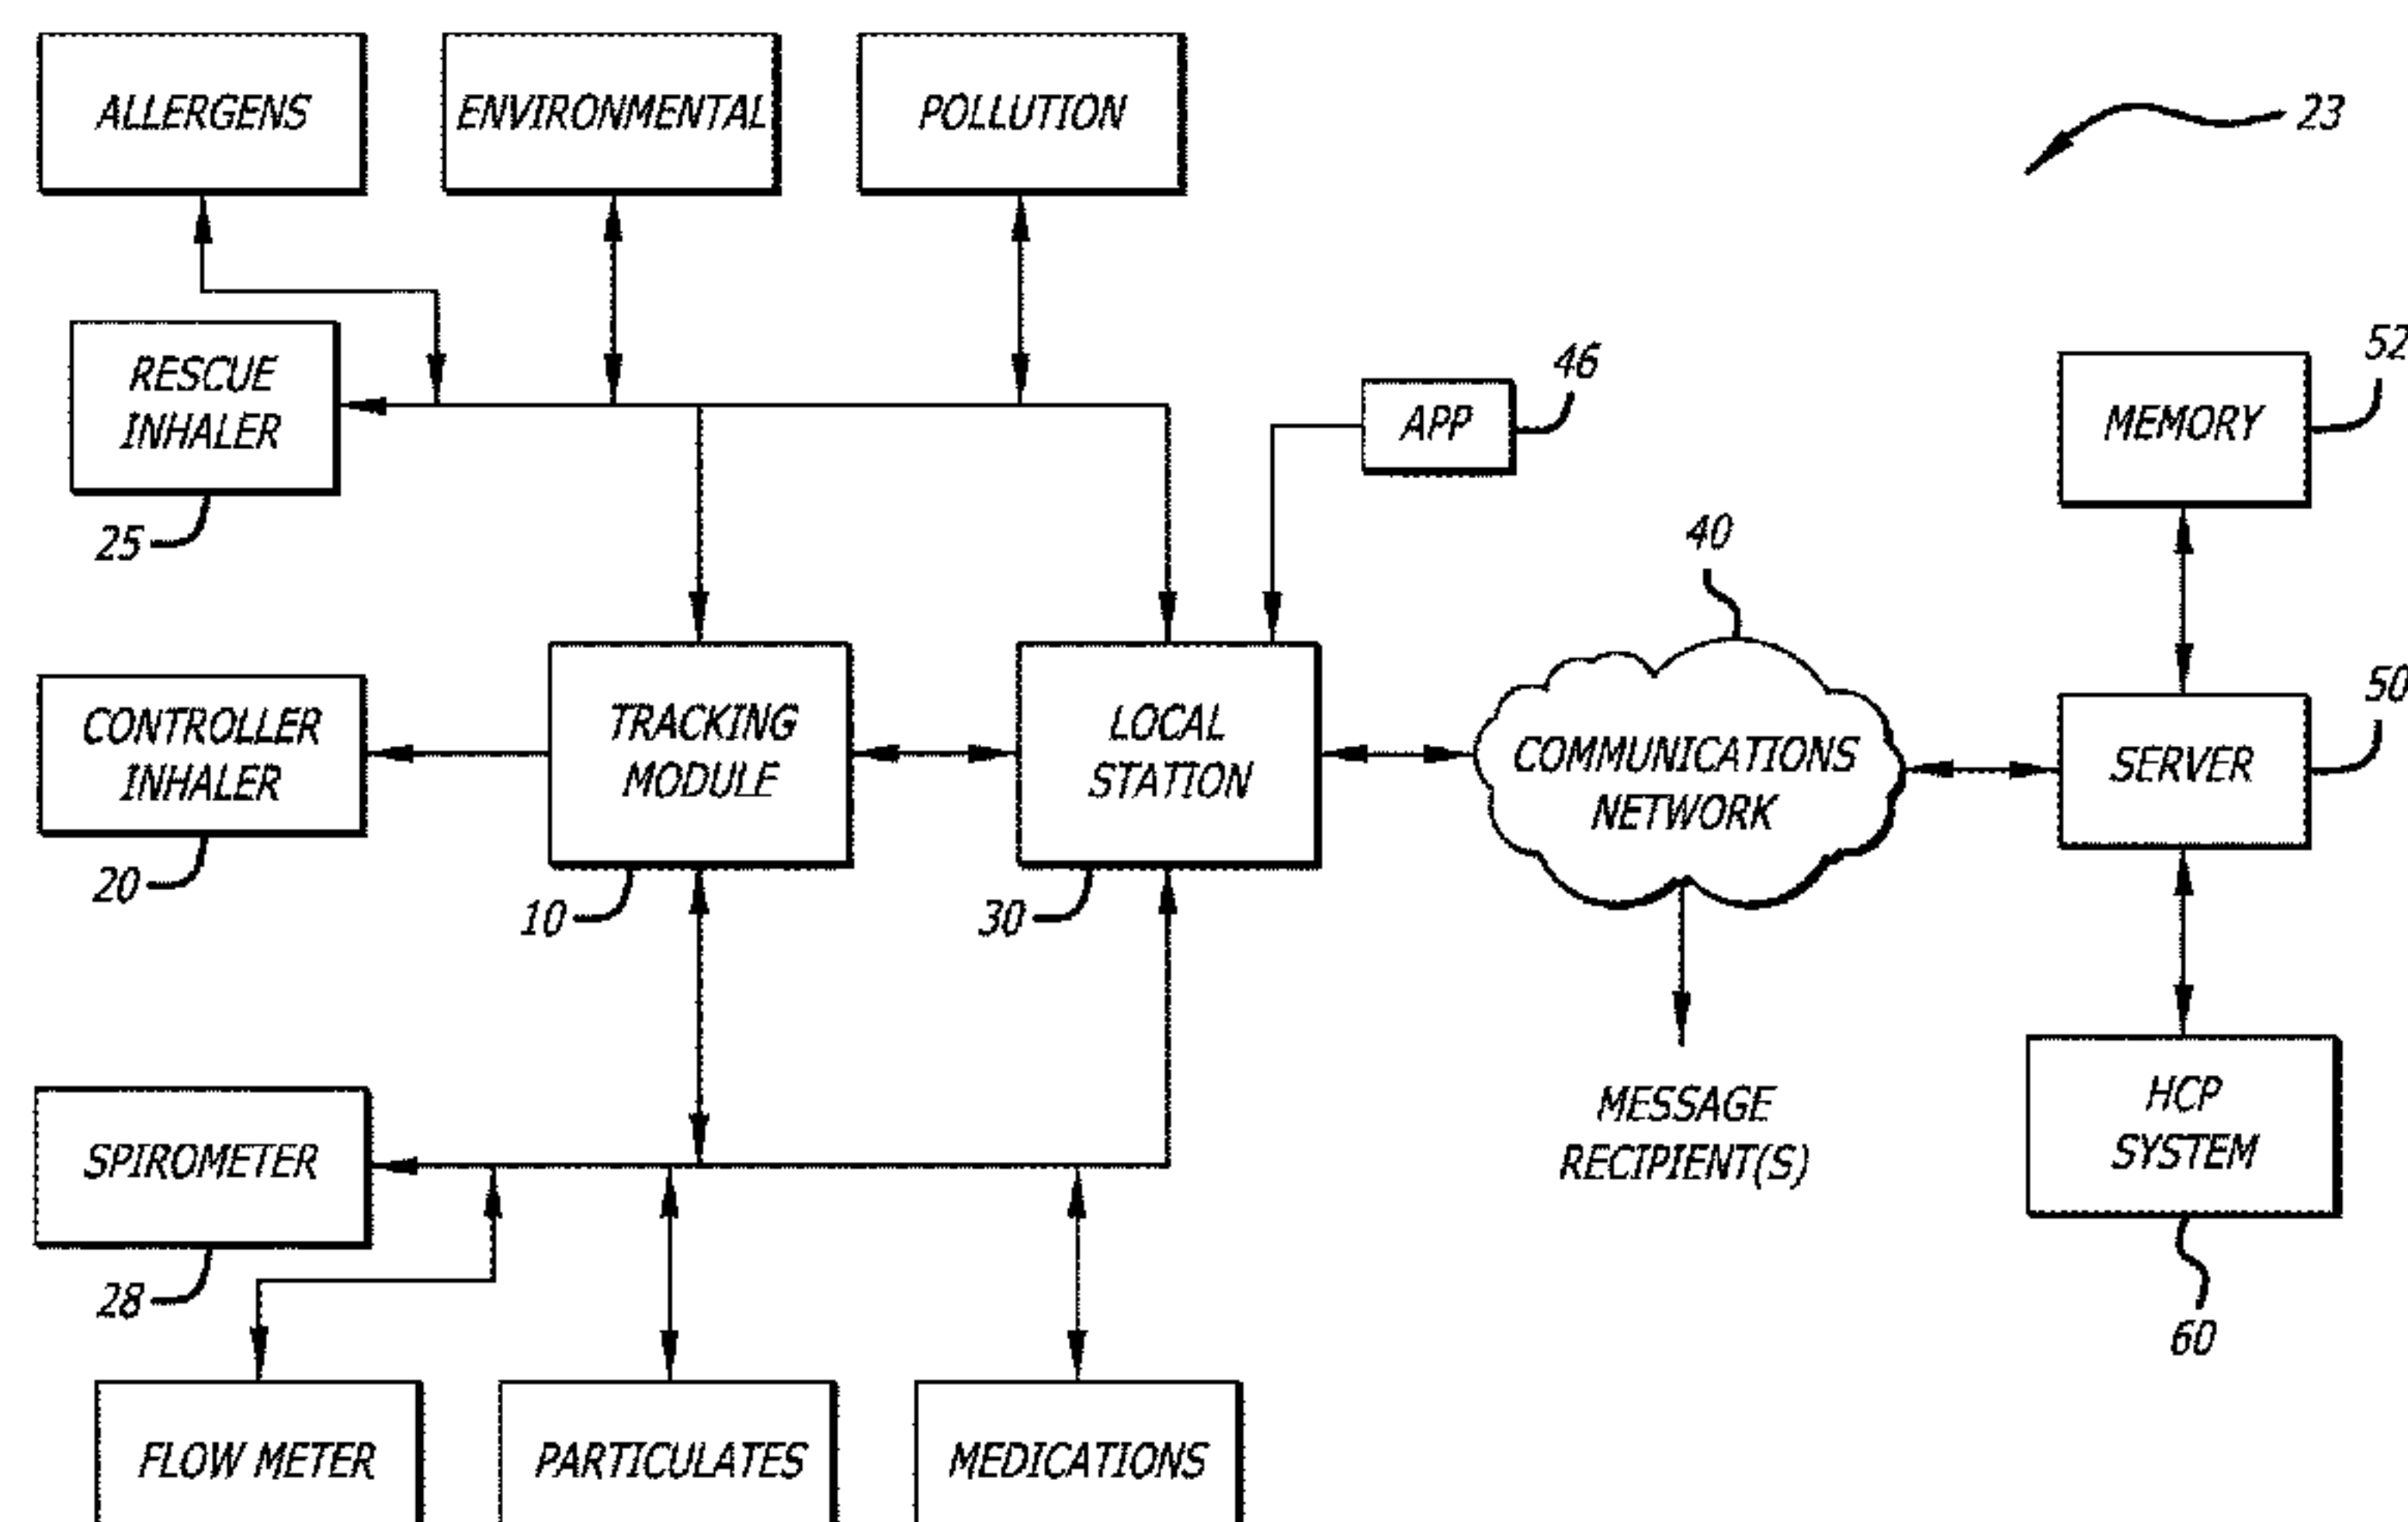 ALLERGENS
ENVIRONMENTAL
POLLUTION
23
RESCUE
INHALER
25
APP
46
MEMORY
52
40
CONTROLLER
INHALER
20
TRACKING
MODULE
10
LOCAL
STATION
30
COMMUNICATIONS
NETWORK
SERVER
50
SPIROMETER
28
MESSAGE
RECIPIENT(S)
HCP
SYSTEM
60
FLOW METER
PARTICULATES
MEDICATIONS